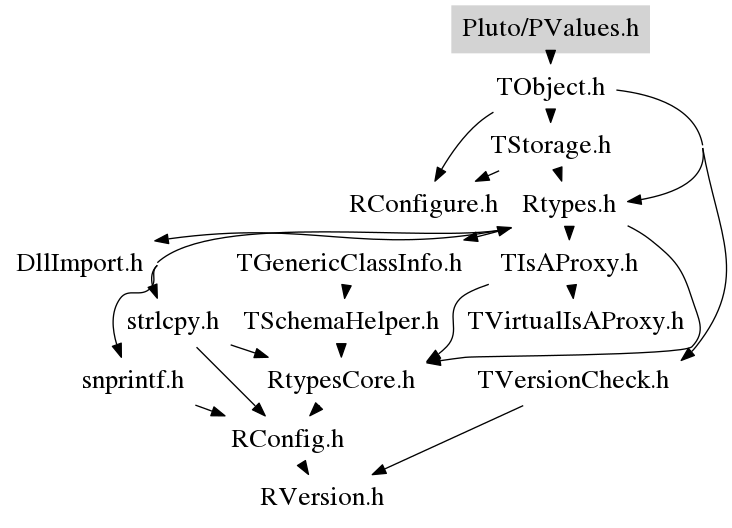 Pluto/PValues.h
TObject.h
TStorage.h
RConfigure.h
Rtypes.h
DllImport.h
TGenericClassInfo.h
TIsAProxy.h
strlcpy.h
TSchemaHelper.h
TVirtualIsAProxy.h
snprintf.h
RtypesCore.h
TVersionCheck.h
RConfig.h
RVersion.h